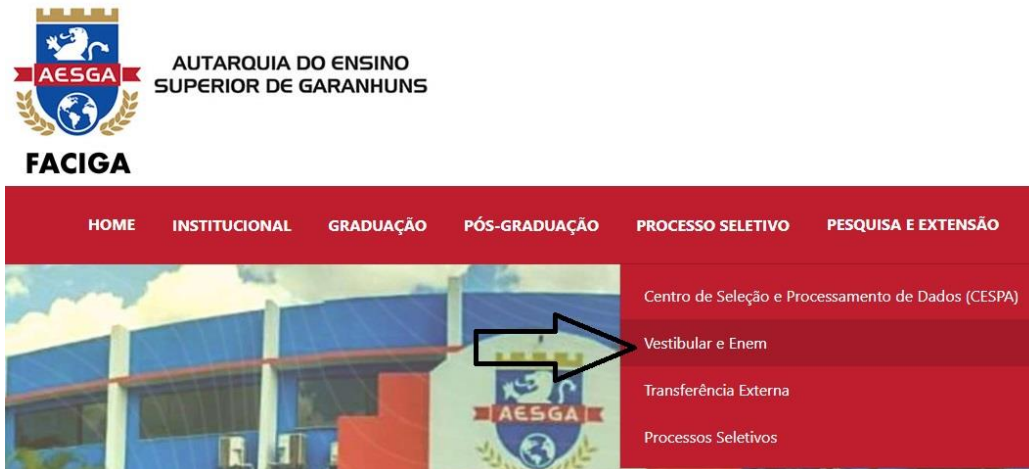 AESGA
AUTARQUIA DO ENSINO
SUPERIOR DE GARANHUNS
FACIGA
HOME INSTITUCIONAL GRADUAÇÃO PÓS-GRADUAÇÃO PROCESSO SELETIVO PESQUISA E EXTENSÃO
Centro de Seleção e Processamento de Dados (CESPA)
Vestibular e Enem
Transferência Externa
Processos Seletivos
AESGA